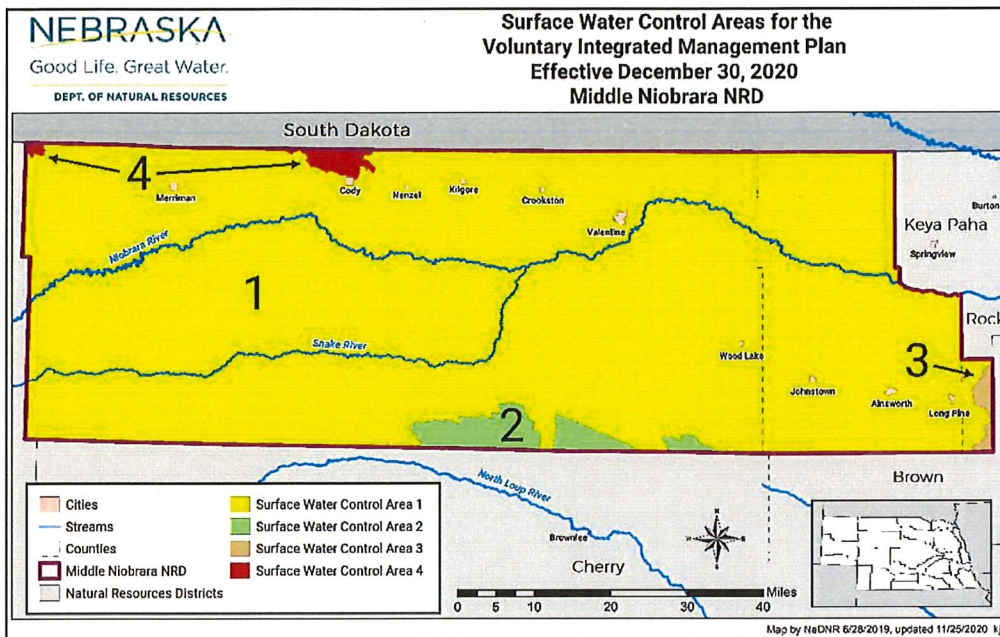 NEBRASKA
Good Life. Great Water.
DEPT. OF NATURAL RESOURCES
Surface Water Control Areas for the
Voluntary Integrated Management Plan
Effective December 30, 2020
Middle Niobrara NRD
South Dakota
4
Merriman
Cody
Nenzel
Kilgore
Crookston
Valentine
Burton
Keya Paha
Springview
Niobrara River
1
Rock
Snake River
Wood Lake
3
Johnstown
Ainsworth
Long Pine
2
Brown
North Loup River
Brownlee
Cherry
Cities
Streams
Counties
Middle Niobrara NRD
Natural Resources Districts
Surface Water Control Area 1
Surface Water Control Area 2
Surface Water Control Area 3
Surface Water Control Area 4
N
E
S
W
0 5 10 20 30 40 Miles
Map by NeDNR 6/28/2019, updated 11/25/2020